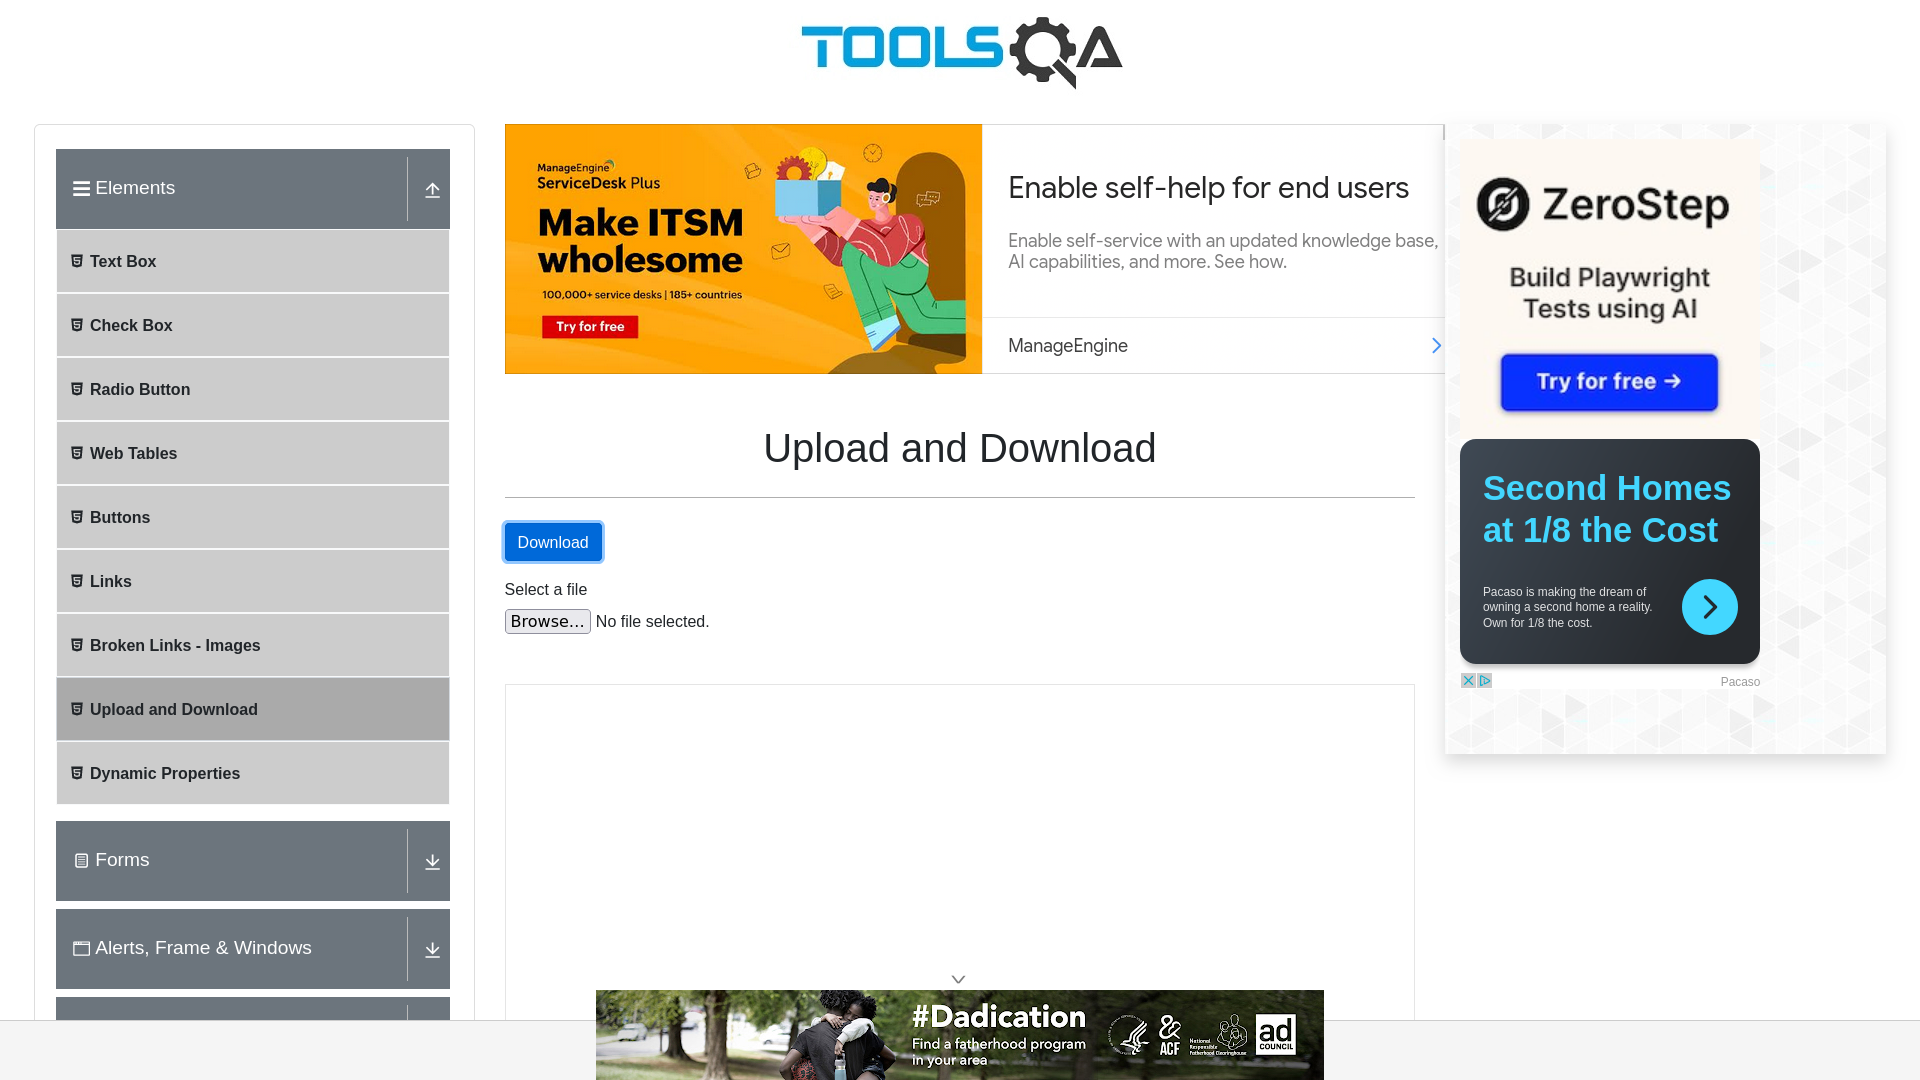 TOOLSQA
Elements
Text Box
Check Box
Radio Button
Web Tables
Buttons
Links
Broken Links - Images
Upload and Download
Dynamic Properties
Forms
Alerts, Frame & Windows
ManageEngine
ServiceDesk Plus
Make ITSM
wholesome
100,000+ service desks | 185+ countries
Try for free
Enable self-help for end users
Enable self-service with an updated knowledge base,
AI capabilities, and more. See how.
ManageEngine
Upload and Download
Download
Select a file
Browse... No file selected.
ZeroStep
Build Playwright
Tests using AI
Try for free →
Second Homes
at 1/8 the Cost
Pacaso is making the dream of
owning a second home a reality.
Own for 1/8 the cost.
Pacaso
#Dadication
Find a fatherhood program
in your area
ACF
National
Responsible
Fatherhood Clearinghouse
ad
COUNCIL